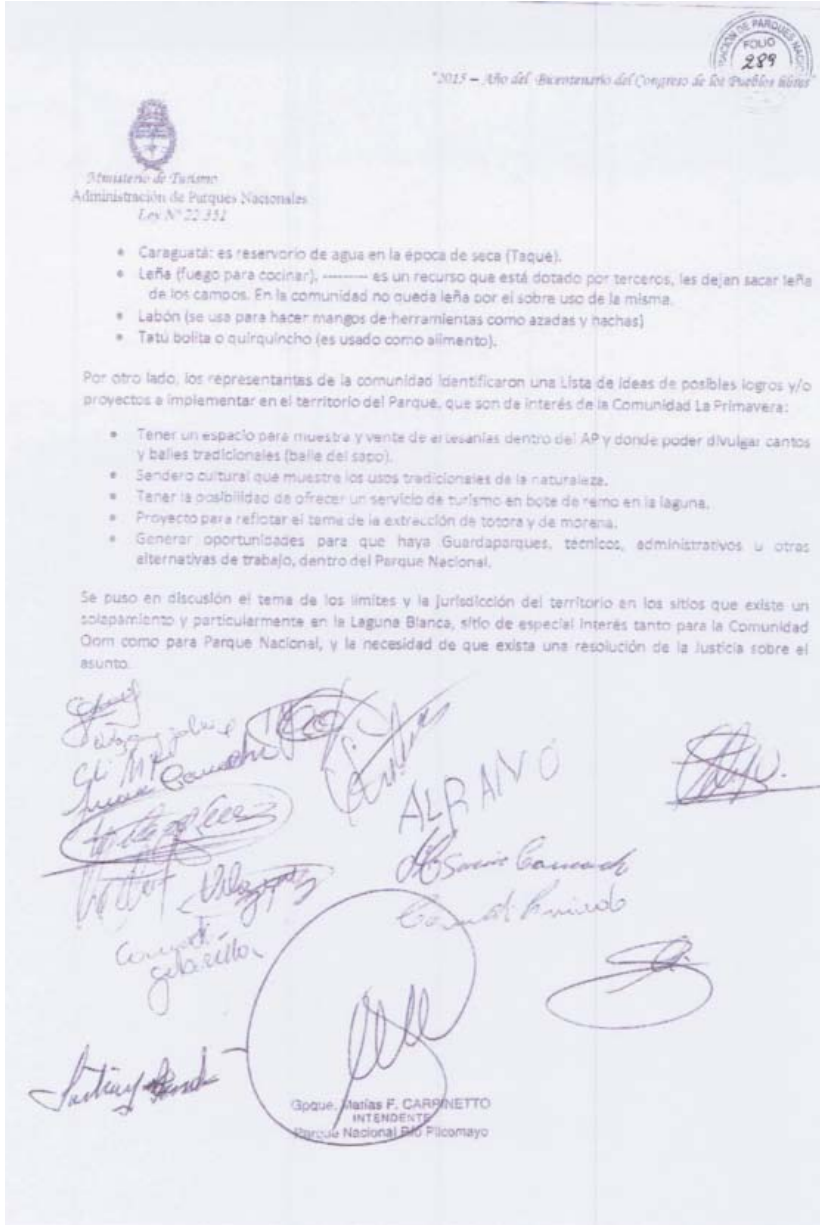 ACION DE PARQUES NACI
FOLIO
289
"2015 – Año del Bicentenario del Congreso de los Pueblos libres"
Ministerio de Turismo
Administración de Parques Nacionales
Ley N° 22.351
• Caraguatá: es reservorio de agua en la época de seca (Taque).
• Leña (fuego para cocinar), --------- es un recurso que está dotado por terceros, les dejan sacar leña
de los campos. En la comunidad no queda leña por el sobre uso de la misma.
• Labón (se usa para hacer mangos de herramientas como azadas y hachas)
• Tatú bolita o quirquincho (es usado como alimento).
Por otro lado, los representantas de la comunidad identificaron una Lista de ideas de posibles logros y/o
proyectos a implementar en el territorio del Parque, que son de interés de la Comunidad La Primavera:
• Tener un espacio para muestra y venta de artesanías dentro del AP y donde poder divulgar cantos
y bailes tradicionales (baile del sapo).
• Sendero cultural que muestre los usos tradicionales de la naturaleza.
• Tener la posibilidad de ofrecer un servicio de turismo en bote de remo en la laguna.
• Proyecto para reflotar el tema de la extracción de totora y de morena.
• Generar oportunidades para que haya Guardaparques, técnicos, administrativos u otras
alternativas de trabajo, dentro del Parque Nacional.
Se puso en discusión el tema de los límites y la jurisdicción del territorio en los sitios que existe un
solapamiento y particularmente en la Laguna Blanca, sitio de especial interés tanto para la Comunidad
Qom como para Parque Nacional, y la necesidad de que exista una resolución de la Justicia sobre el
asunto.
Gpque. Matías F. CARPINETTO
INTENDENTE
Parque Nacional Río Pilcomayo